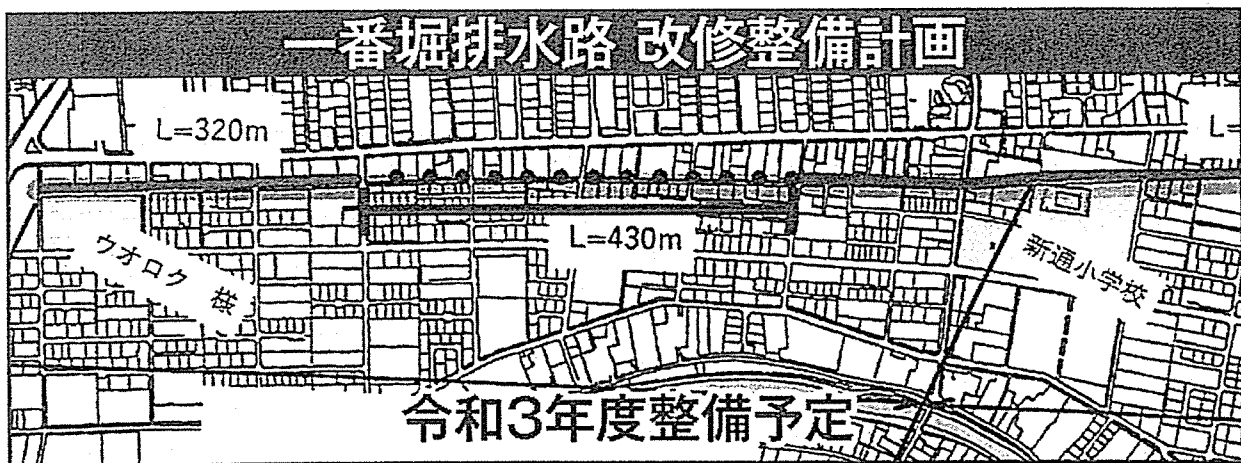 一番堀排水路 改修整備計画
L=320m
L=
L=430m
ウオロク 様
新通小学校
令和3年度整備予定